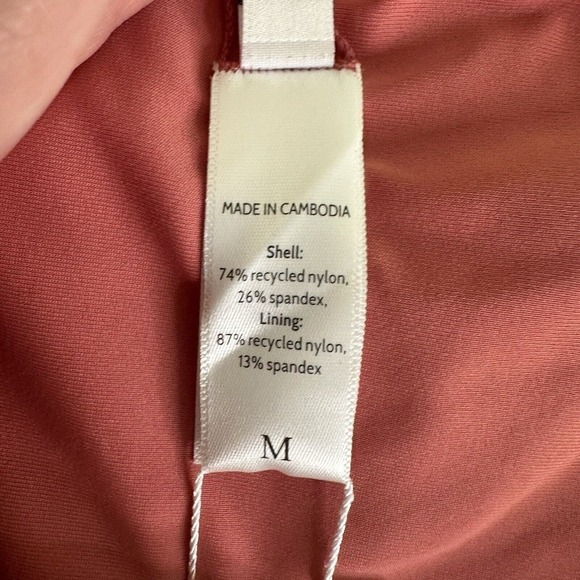 MADE IN CAMBODIA
Shell:
74% recycled nylon,
26% spandex,
Lining:
87% recycled nylon,
13% spandex
M